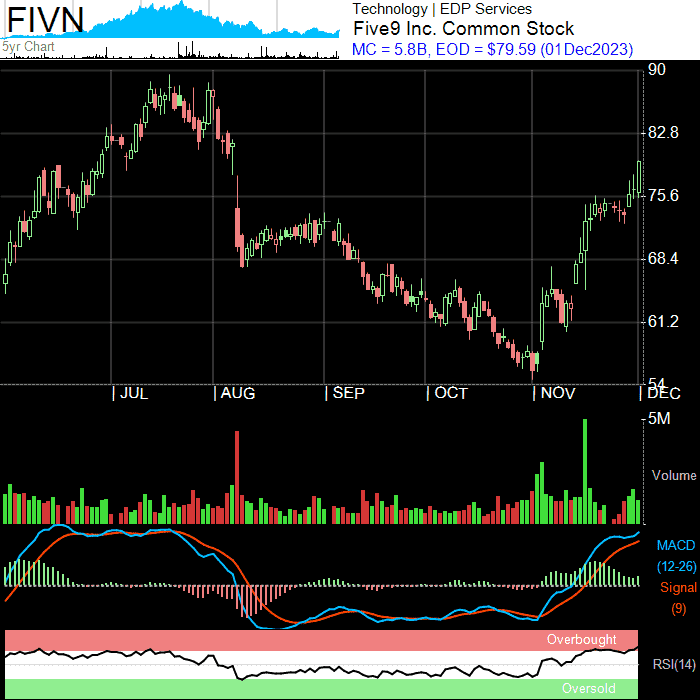 FIVN
5yr Chart
Technology | EDP Services
Five9 Inc. Common Stock
MC = 5.8B, EOD = $79.59 (01Dec2023)
90
82.8
75.6
68.4
61.2
54
JUL AUG SEP OCT NOV DEC
5M
Volume
MACD
(12-26)
Signal
(9)
Overbought
RSI(14)
Oversold